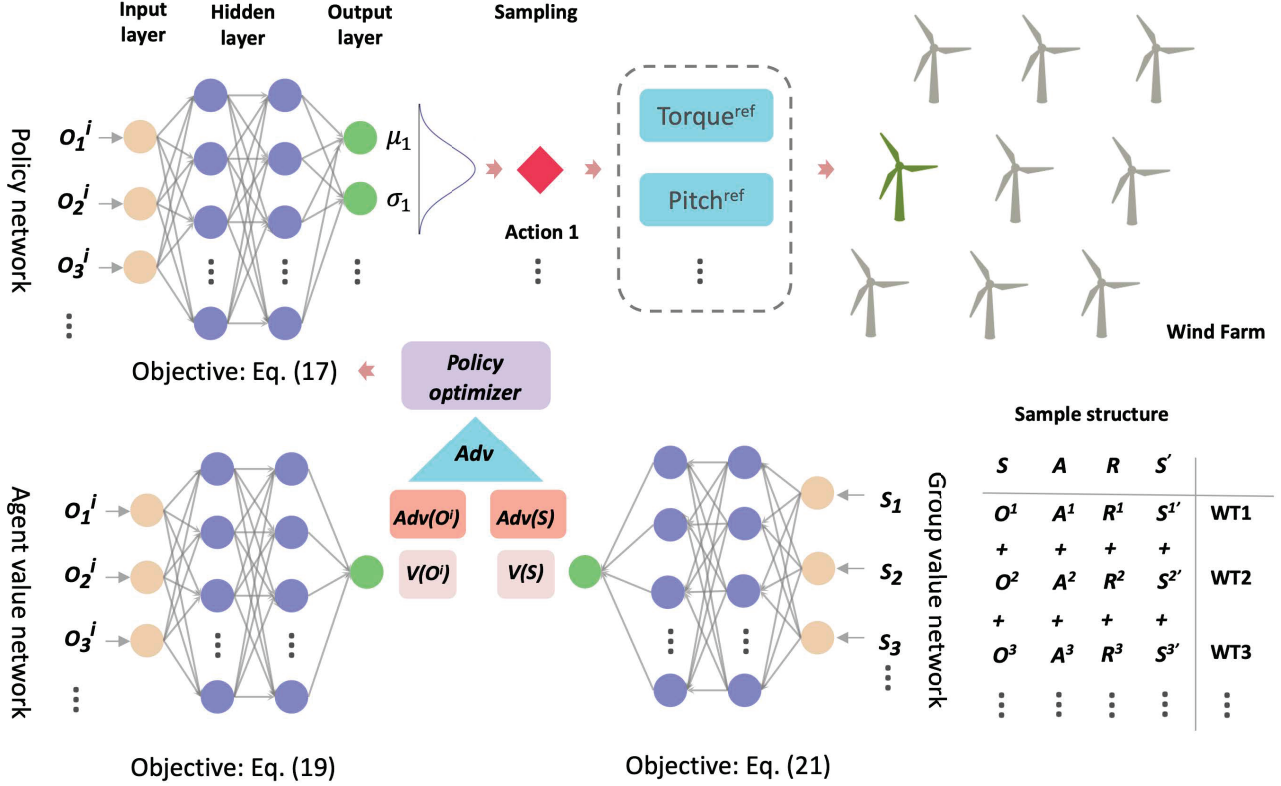 Input layer
Hidden layer
Output layer
Sampling
Policy network
O₁ⁱ
O₂ⁱ
O₃ⁱ
⋮
μ₁
σ₁
⋮
Action 1
⋮
Torqueʳᵉᶠ
Pitchʳᵉᶠ
⋮
Wind Farm
Objective: Eq. (17)
Policy optimizer
Adv
Adv(Oⁱ)
Adv(S)
V(Oⁱ)
V(S)
Agent value network
O₁ⁱ
O₂ⁱ
O₃ⁱ
⋮
Objective: Eq. (19)
S₁
S₂
S₃
⋮
Group value network
Objective: Eq. (21)
Sample structure
S A R S′
O¹ A¹ R¹ S¹′ WT1
+ + + +
O² A² R² S²′ WT2
+ + + +
O³ A³ R³ S³′ WT3
⋮ ⋮ ⋮ ⋮ ⋮